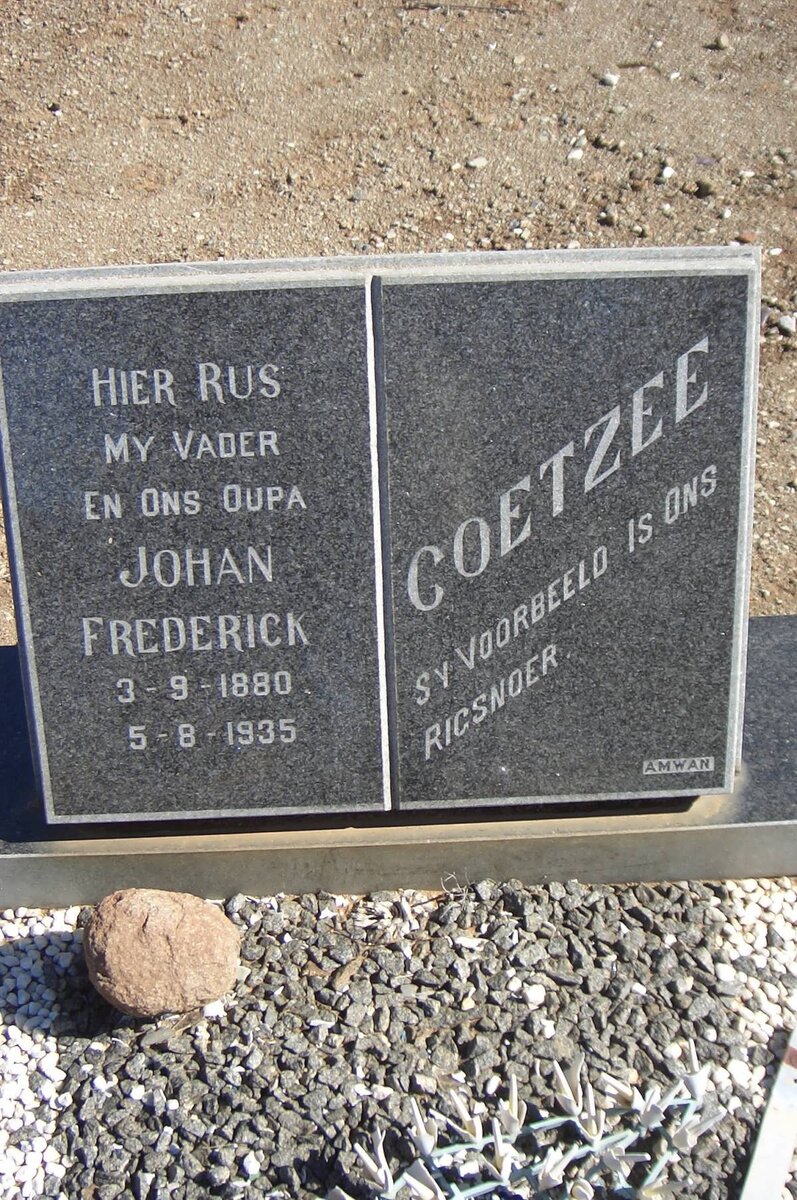 HIER RUS
MY VADER
EN ONS OUPA
JOHAN
FREDERICK
3-9-1880
5-8-1935
COETZEE
SY VOORBEELD IS ONS
RIGSNOER.
AMWAN